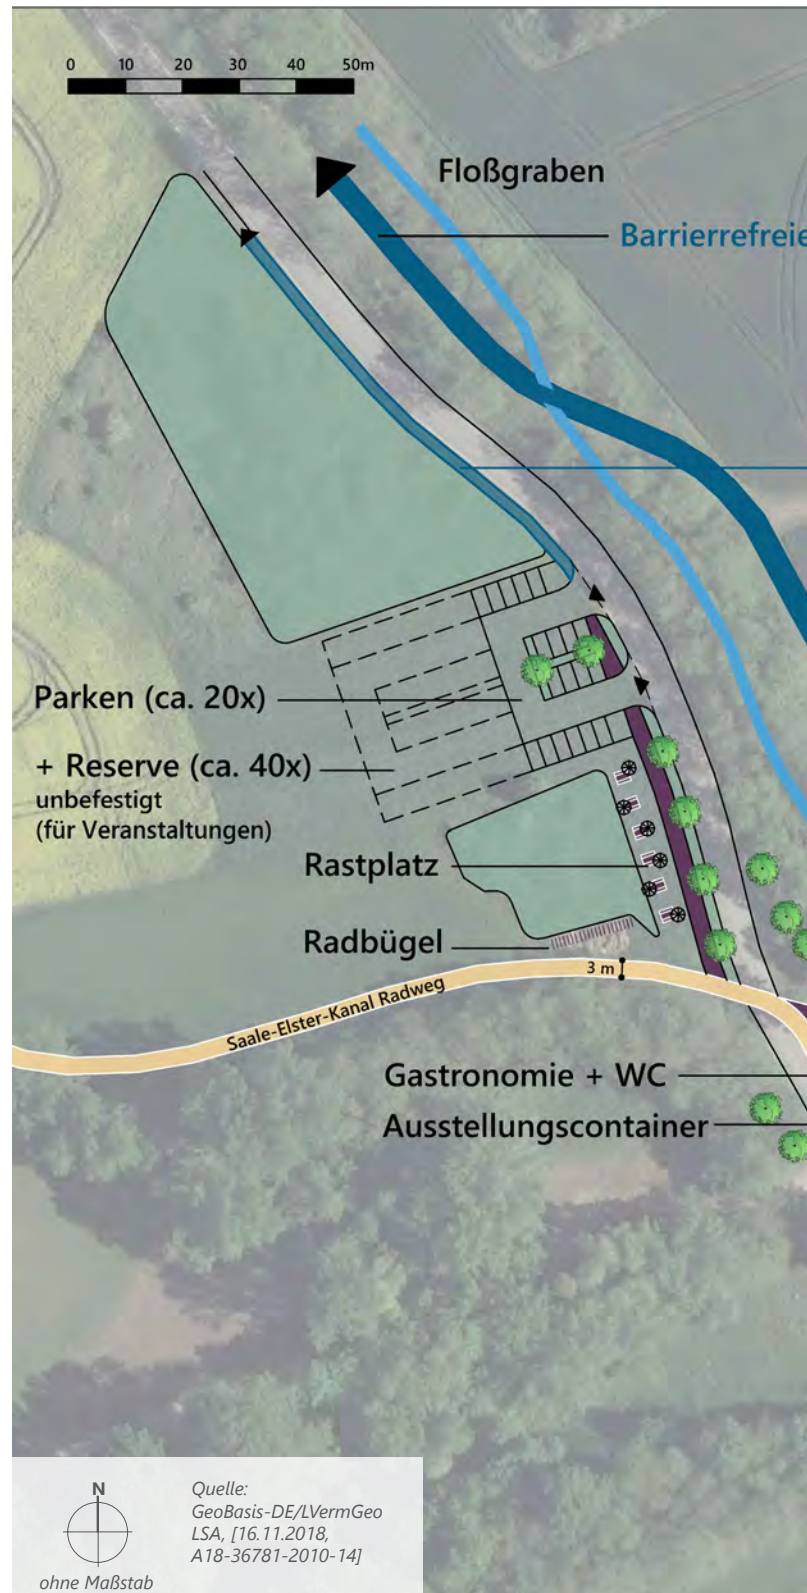 0 10 20 30 40 50m
Floßgraben
Barrierrefreie
Parken (ca. 20x)
+ Reserve (ca. 40x)
unbefestigt
(für Veranstaltungen)
Rastplatz
Radbügel
3 m
Saale-Elster-Kanal Radweg
Gastronomie + WC
Ausstellungscontainer
N
ohne Maßstab
Quelle:
GeoBasis-DE/LVermGeo
LSA, [16.11.2018,
A18-36781-2010-14]